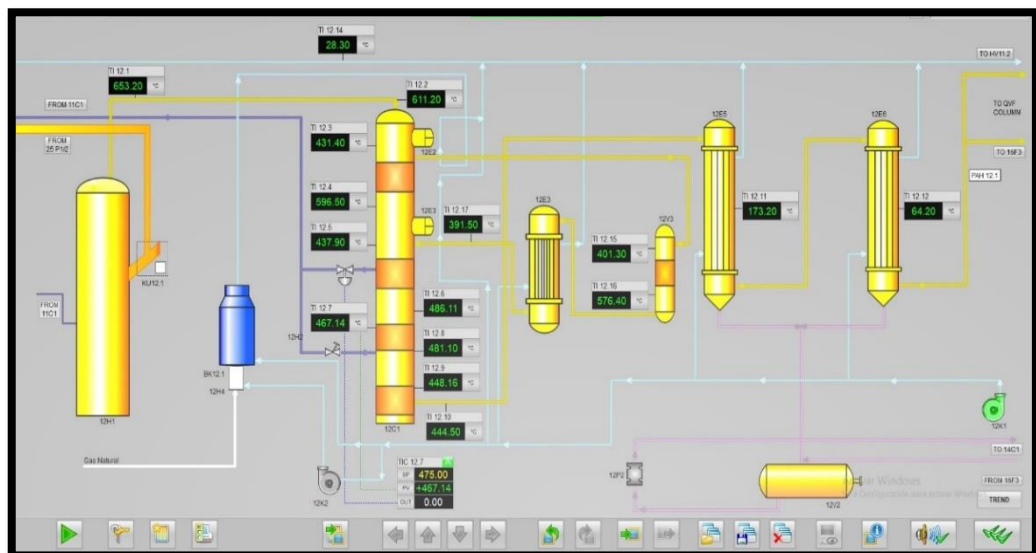 TI 12.14
28.30 °C
TO HV11.2
TI 12.1
653.20 °C
TI 12.2
611.20 °C
FROM 11C1
FROM
25 P1/2
TO QVF
COLUMN
TI 12.3
431.40 °C
12E2
12E5
12E6
TO 16F3
PAH 12.1
TI 12.4
596.50 °C
TI 12.11
173.20 °C
TI 12.12
64.20 °C
TI 12.17
391.50 °C
12E3
12E3
12V3
TI 12.5
437.90 °C
TI 12.15
401.30 °C
KU12.1
TI 12.16
576.40 °C
FROM
11C1
TI 12.6
486.11 °C
TI 12.7
467.14 °C
12H2
TI 12.8
481.10 °C
TI 12.9
448.16 °C
BK12.1
12H4
12H1
12C1
TI 12.10
444.50 °C
12K1
Gas Natural
TIC 12.7
SP 475.00
PV +467.14
OUT 0.00
12K2
TO 14C1
12P2
Windows
FROM 16F3
12V2
TREND